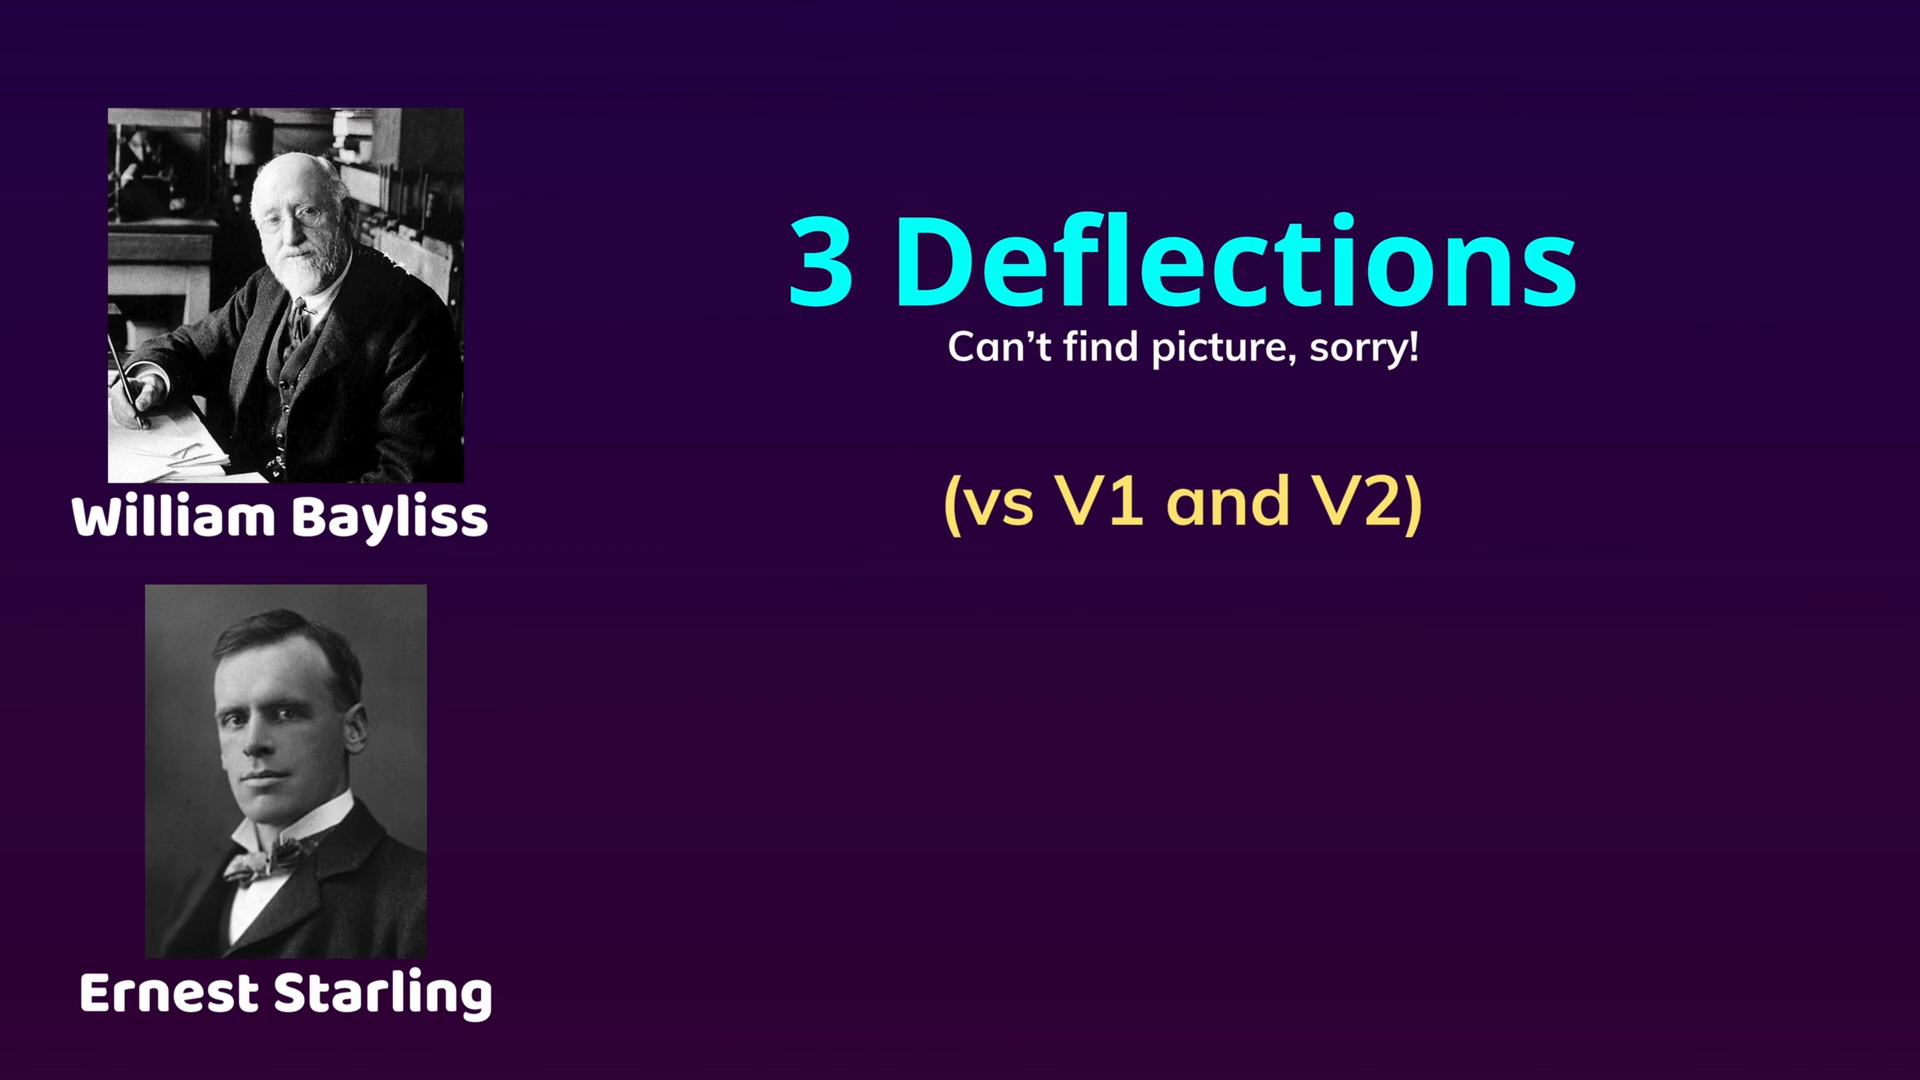 3 Deflections
Can’t find picture, sorry!
(vs V1 and V2)
William Bayliss
Ernest Starling